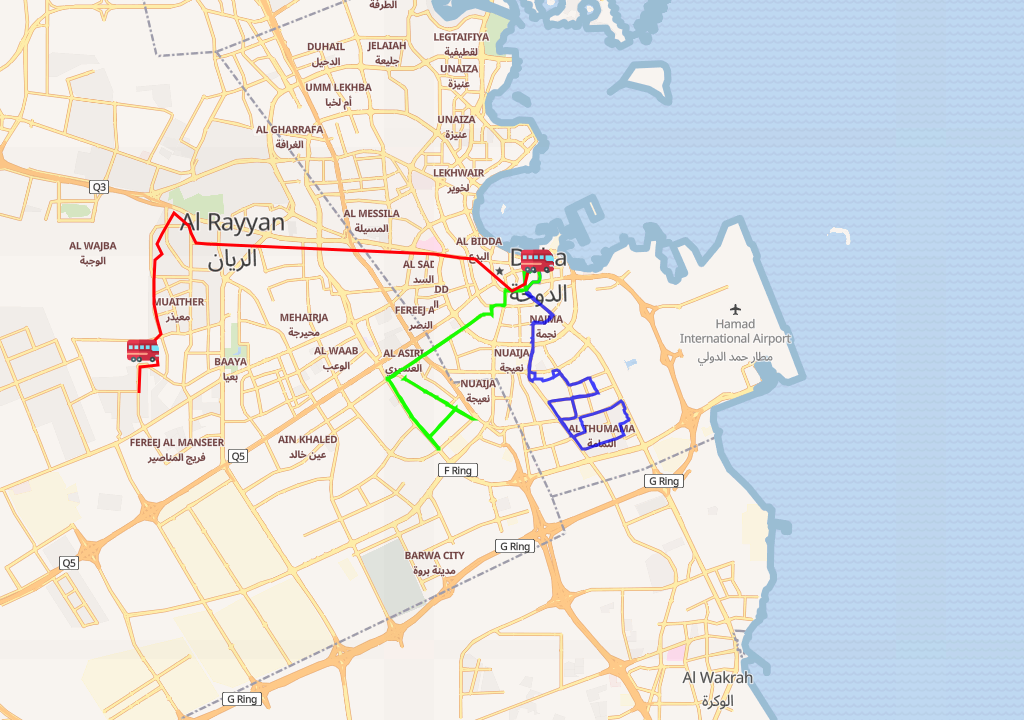 الطرفة
DUHAIL
الدحيل
JELAIAH
جليعة
LEGTAIFIYA
لقطيفية
UNAIZA
عنيزة
UMM LEKHBA
أم لخبا
UNAIZA
عنيزة
AL GHARRAFA
الغرافة
LEKHWAIR
لخوير
Q3
Al Rayyan
الريان
AL MESSILA
المسيلة
AL WAJBA
الوجبة
AL BIDDA
البدع
الدوحة
السد
DD
MUAITHER
معيذر
MEHAIRJA
محيرجة
FEREEJ A
النصر
NAJMA
نجمة
Hamad
International Airport
مطار حمد الدولي
BAAYA
بعيا
AL WAAB
الوعب
AL ASIRI
العسيري
NUAIJA
نعيجة
NUAIJA
نعيجة
AL THUMAMA
الثمامة
FEREEJ AL MANSEER
فريج المناصير
AIN KHALED
عين خالد
Q5
F Ring
G Ring
G Ring
BARWA CITY
مدينة بروة
Q5
Al Wakrah
الوكرة
G Ring